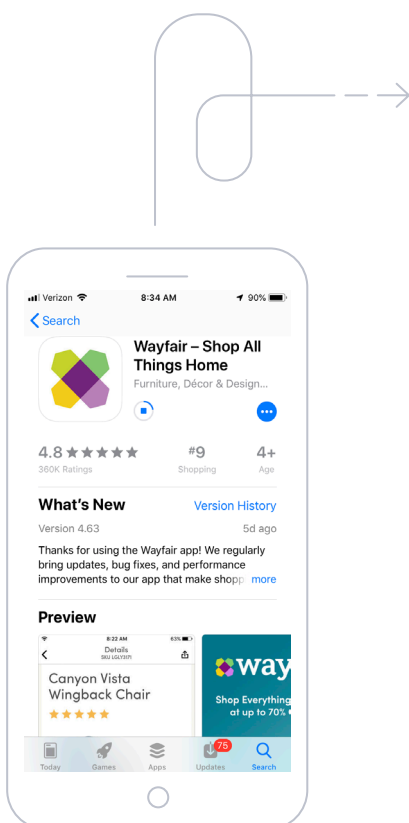 Verizon 8:34 AM 90%
Search
Wayfair – Shop All
Things Home
Furniture, Décor & Design...
4.8 #9 4+
360K Ratings Shopping Age
What's New Version History
Version 4.63 5d ago
Thanks for using the Wayfair app! We regularly
bring updates, bug fixes, and performance
improvements to our app that make shopp more
Preview
8:22 AM 63%
Details
Canyon Vista
Wingback Chair
way
Shop Everything
at up to 70%
75
Today Games Apps Updates Search